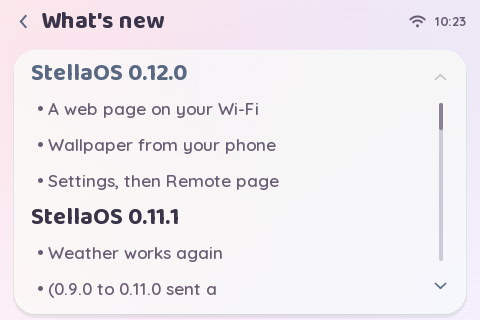 What's new
10:23
StellaOS 0.12.0
• A web page on your Wi-Fi
• Wallpaper from your phone
• Settings, then Remote page
StellaOS 0.11.1
• Weather works again
• (0.9.0 to 0.11.0 sent a